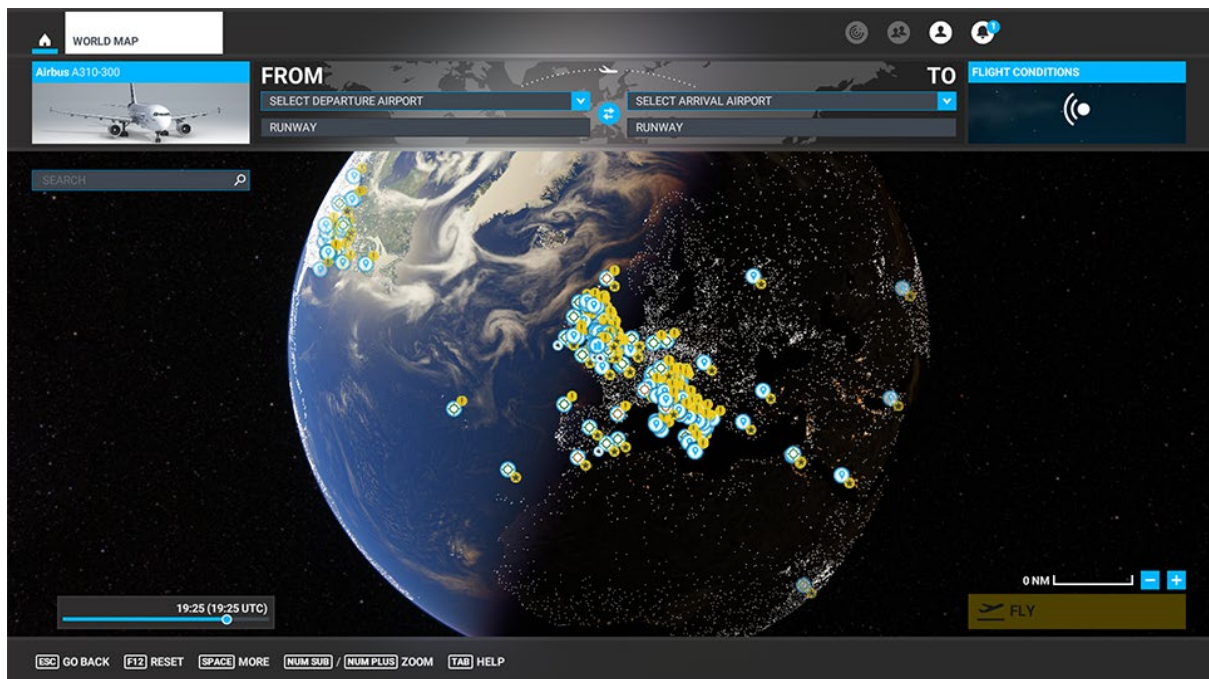 1
WORLD MAP
Airbus A310-300
FROM
TO
FLIGHT CONDITIONS
SELECT DEPARTURE AIRPORT
SELECT ARRIVAL AIRPORT
RUNWAY
RUNWAY
SEARCH
0 NM
19:25 (19:25 UTC)
FLY
ESC GO BACK F12 RESET SPACE MORE NUM SUB / NUM PLUS ZOOM TAB HELP